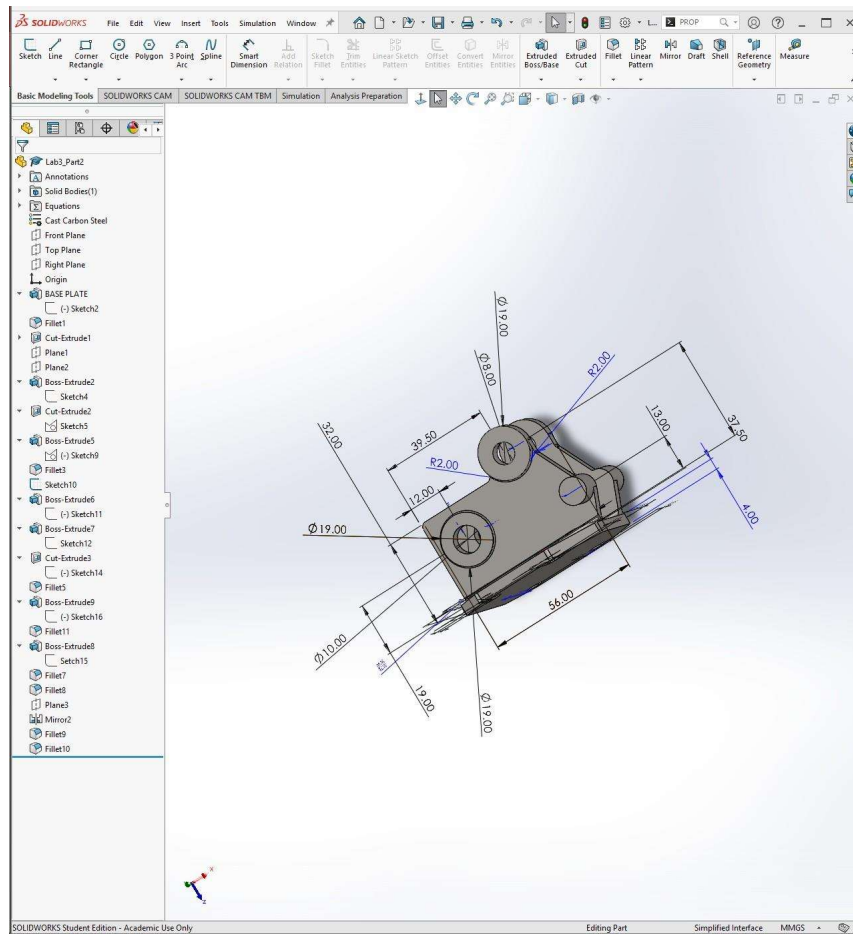 SOLIDWORKS File Edit View Insert Tools Simulation Window L... PROP
Sketch Line Corner Rectangle Circle Polygon 3 Point Arc Spline Smart Dimension Add Relation Sketch Fillet Trim Entities Linear Sketch Pattern Offset Entities Convert Entities Mirror Entities Extruded Boss/Base Extruded Cut Fillet Linear Pattern Mirror Draft Shell Reference Geometry Measure
Basic Modeling Tools SOLIDWORKS CAM SOLIDWORKS CAM TBM Simulation Analysis Preparation
Lab3_Part2
Annotations
Solid Bodies(1)
Equations
Cast Carbon Steel
Front Plane
Top Plane
Right Plane
Origin
BASE PLATE
(-) Sketch2
Fillet1
Cut-Extrude1
Plane1
Plane2
Boss-Extrude2
Sketch4
Cut-Extrude2
Sketch5
Boss-Extrude5
(-) Sketch9
Fillet3
Sketch10
Boss-Extrude6
(-) Sketch11
Boss-Extrude7
Sketch12
Cut-Extrude3
(-) Sketch14
Fillet5
Boss-Extrude9
(-) Sketch16
Fillet11
Boss-Extrude8
Setch15
Fillet7
Fillet8
Plane3
Mirror2
Fillet9
Fillet10
Ø19.00
Ø8.00
R2.00
37.50
13.00
32.00
39.50
R2.00
12.00
4.00
Ø19.00
56.00
Ø10.00
19.00
Ø19.00
x
z
SOLIDWORKS Student Edition - Academic Use Only Editing Part Simplified Interface MMGS